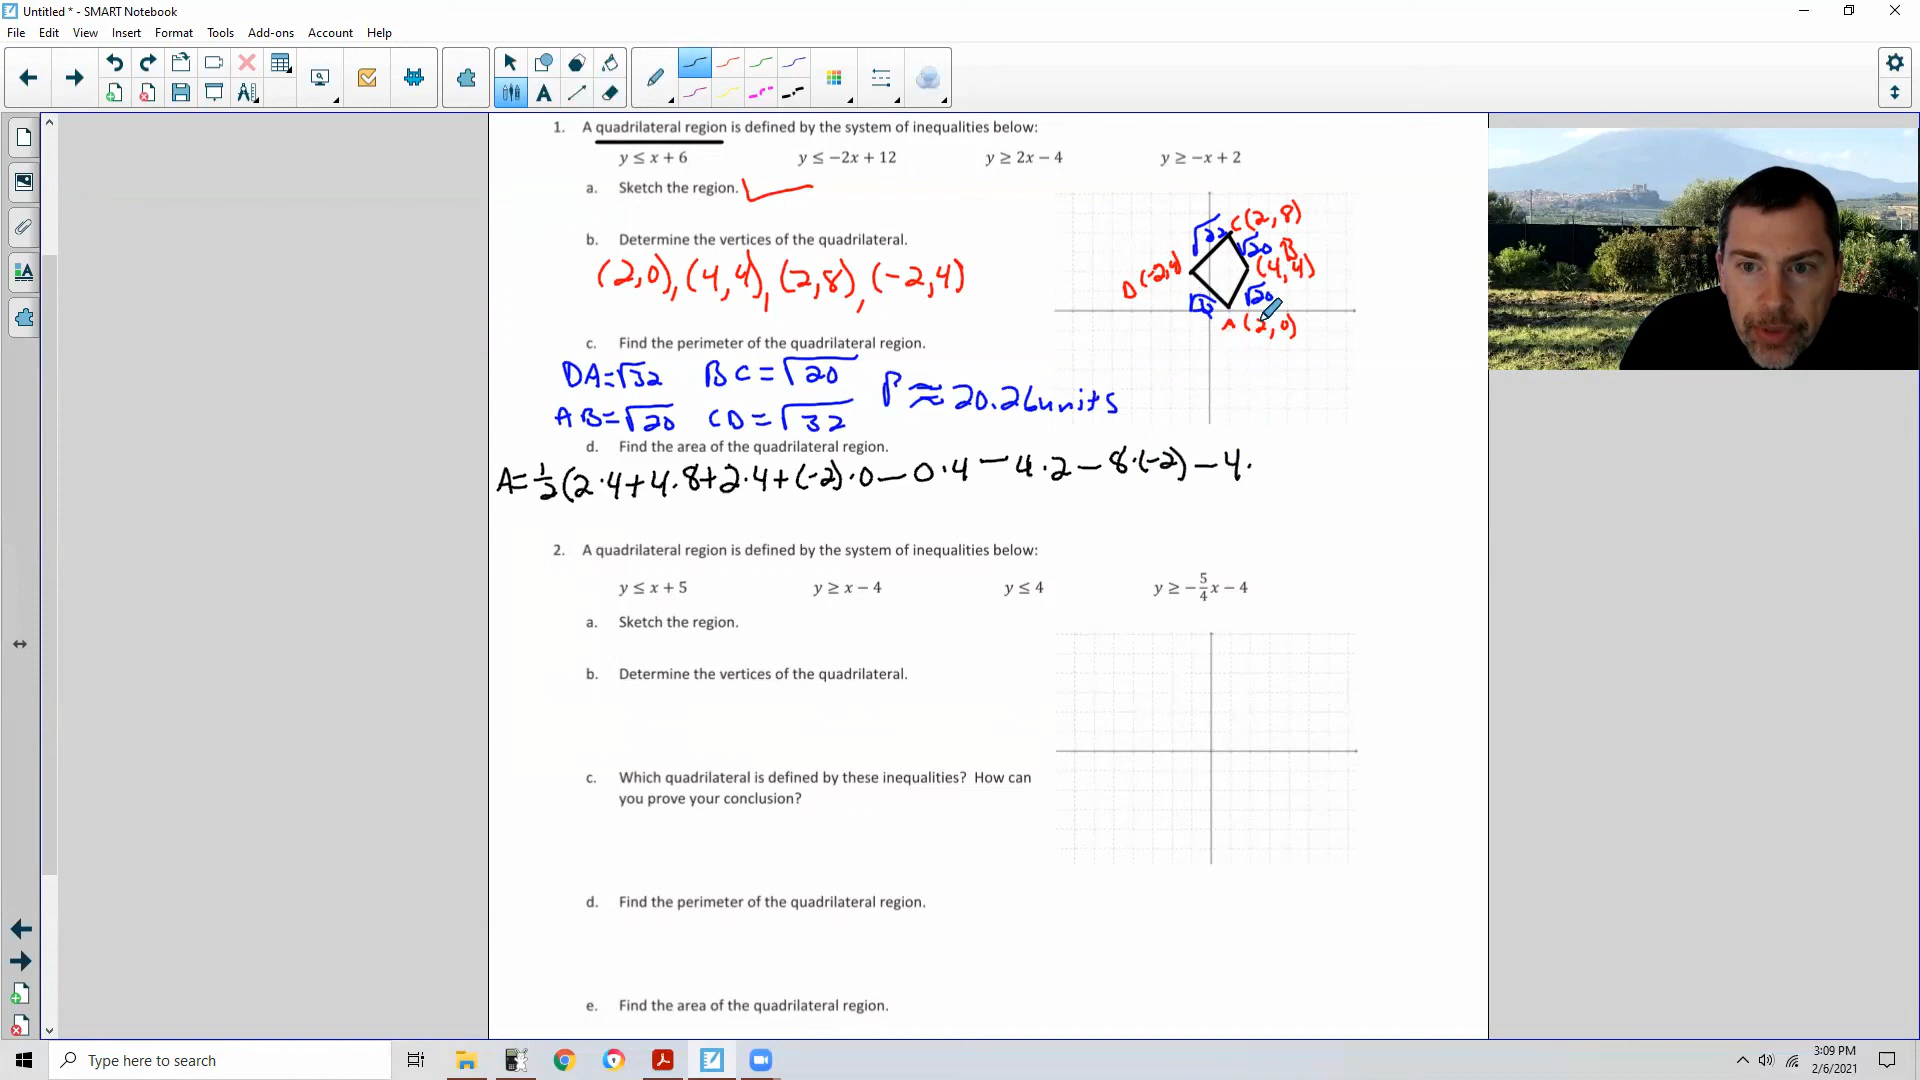 Untitled * - SMART Notebook
File Edit View Insert Format Tools Add-ons Account Help
1. A quadrilateral region is defined by the system of inequalities below:
y ≤ x + 6 y ≤ −2x + 12 y ≥ 2x − 4 y ≥ −x + 2
a. Sketch the region.
C(2,8)
√32 √20 B
D(-2,4) (4,4)
√32 √20
A(2,0)
b. Determine the vertices of the quadrilateral.
(2,0), (4,4), (2,8), (-2,4)
c. Find the perimeter of the quadrilateral region.
DA=√32 BC=√20 P ≈ 20.26units
AB=√20 CD=√32
d. Find the area of the quadrilateral region.
A=½(2·4+4·8+2·4+(-2)·0-0·4-4·2-8·(-2)-4·
2. A quadrilateral region is defined by the system of inequalities below:
y ≤ x + 5 y ≥ x − 4 y ≤ 4 y ≥ −5/4x − 4
a. Sketch the region.
b. Determine the vertices of the quadrilateral.
c. Which quadrilateral is defined by these inequalities? How can
you prove your conclusion?
d. Find the perimeter of the quadrilateral region.
e. Find the area of the quadrilateral region.
Type here to search
3:09 PM
2/6/2021